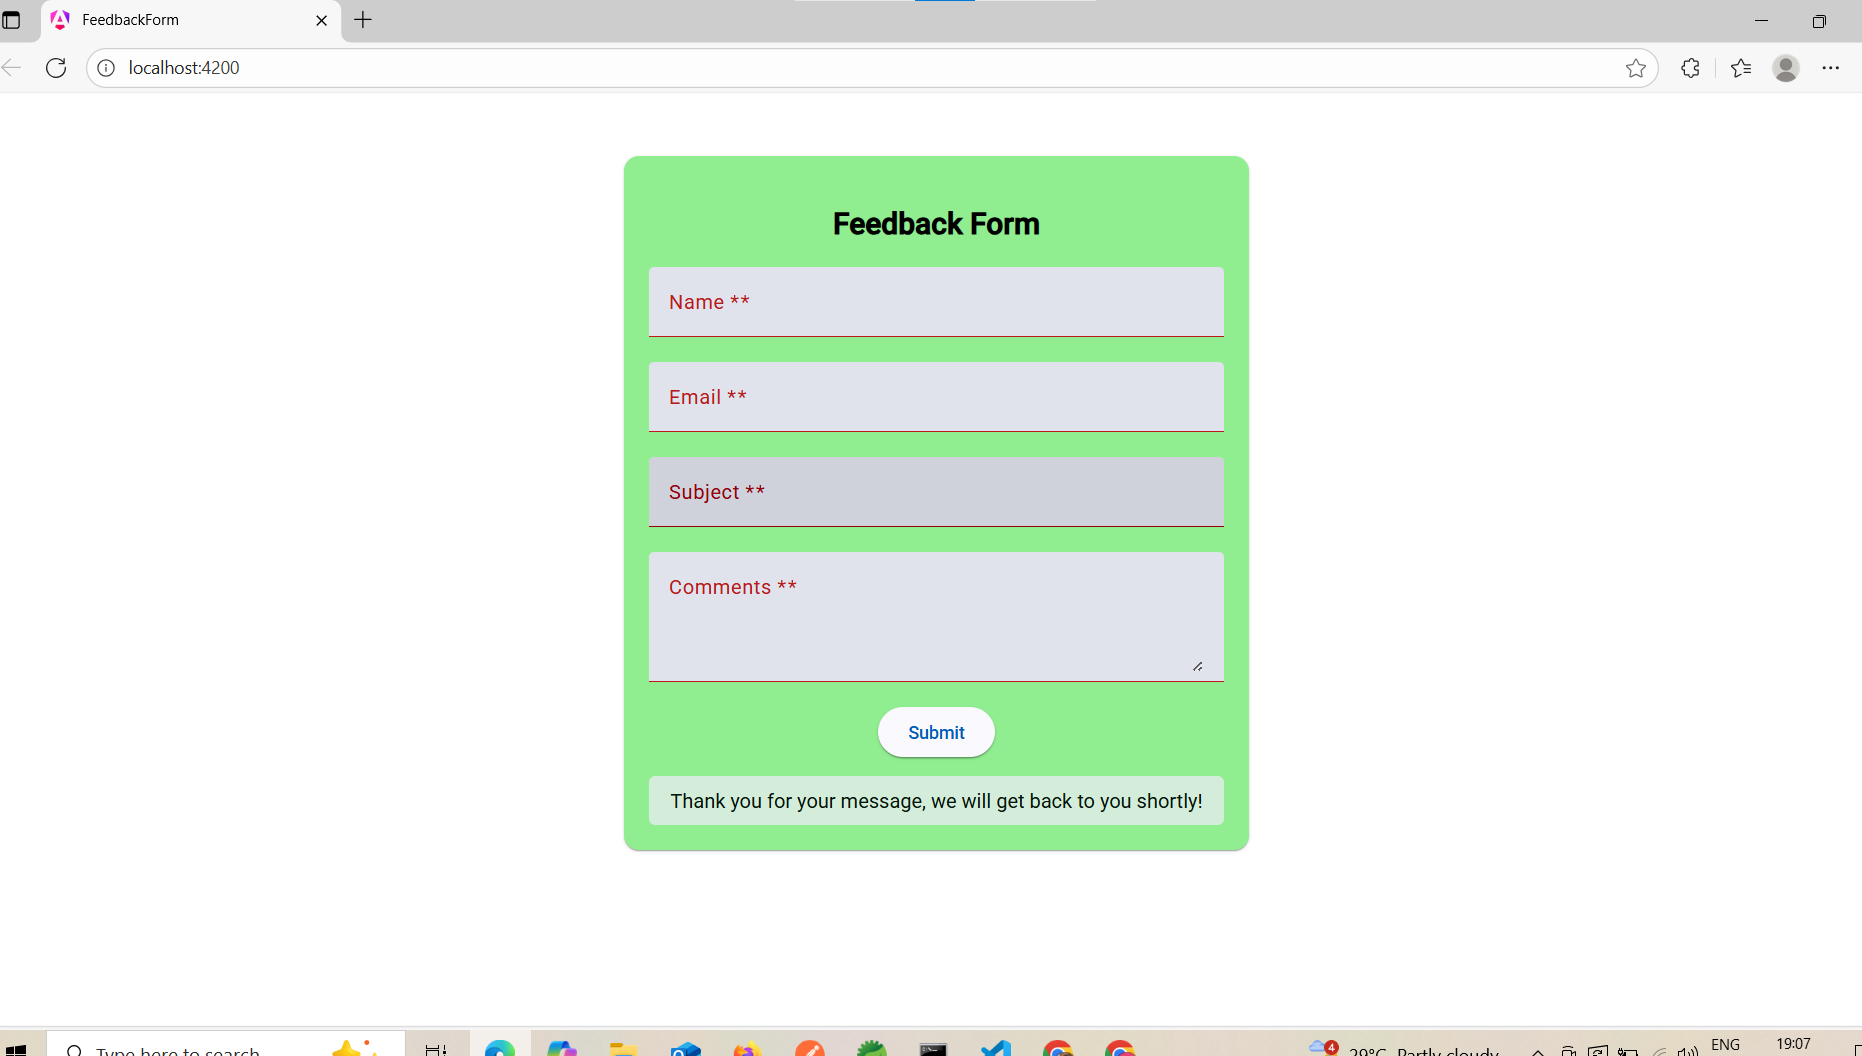 FeedbackForm
localhost:4200
Feedback Form
Name **
Email **
Subject **
Comments **
Submit
Thank you for your message, we will get back to you shortly!
Type here to search
4
29°C Partly cloudy
ENG
19:07